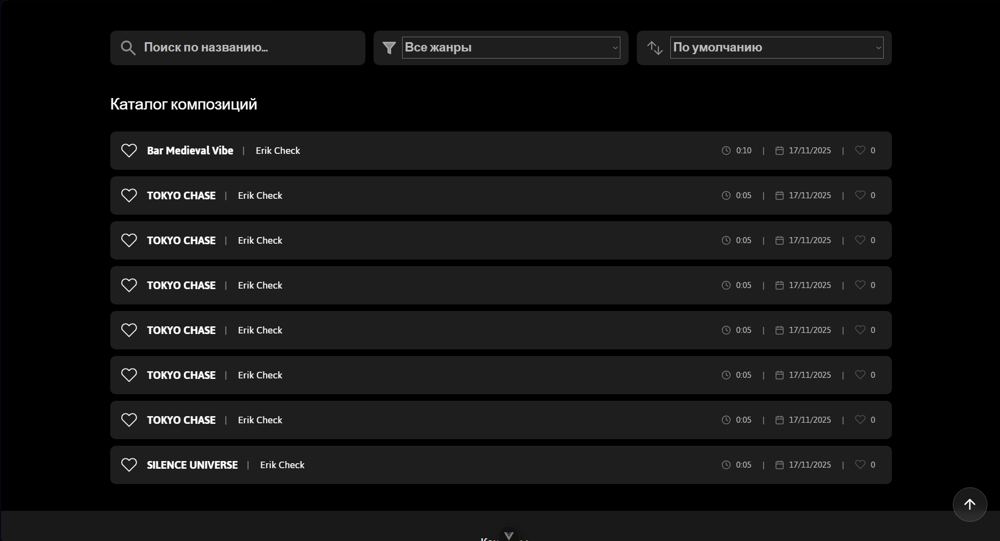 Поиск по названию...
Все жанры
По умолчанию
Каталог композиций
Bar Medieval Vibe | Erik Check 0:10 | 17/11/2025 | 0
TOKYO CHASE | Erik Check 0:05 | 17/11/2025 | 0
TOKYO CHASE | Erik Check 0:05 | 17/11/2025 | 0
TOKYO CHASE | Erik Check 0:05 | 17/11/2025 | 0
TOKYO CHASE | Erik Check 0:05 | 17/11/2025 | 0
TOKYO CHASE | Erik Check 0:05 | 17/11/2025 | 0
TOKYO CHASE | Erik Check 0:05 | 17/11/2025 | 0
SILENCE UNIVERSE | Erik Check 0:05 | 17/11/2025 | 0